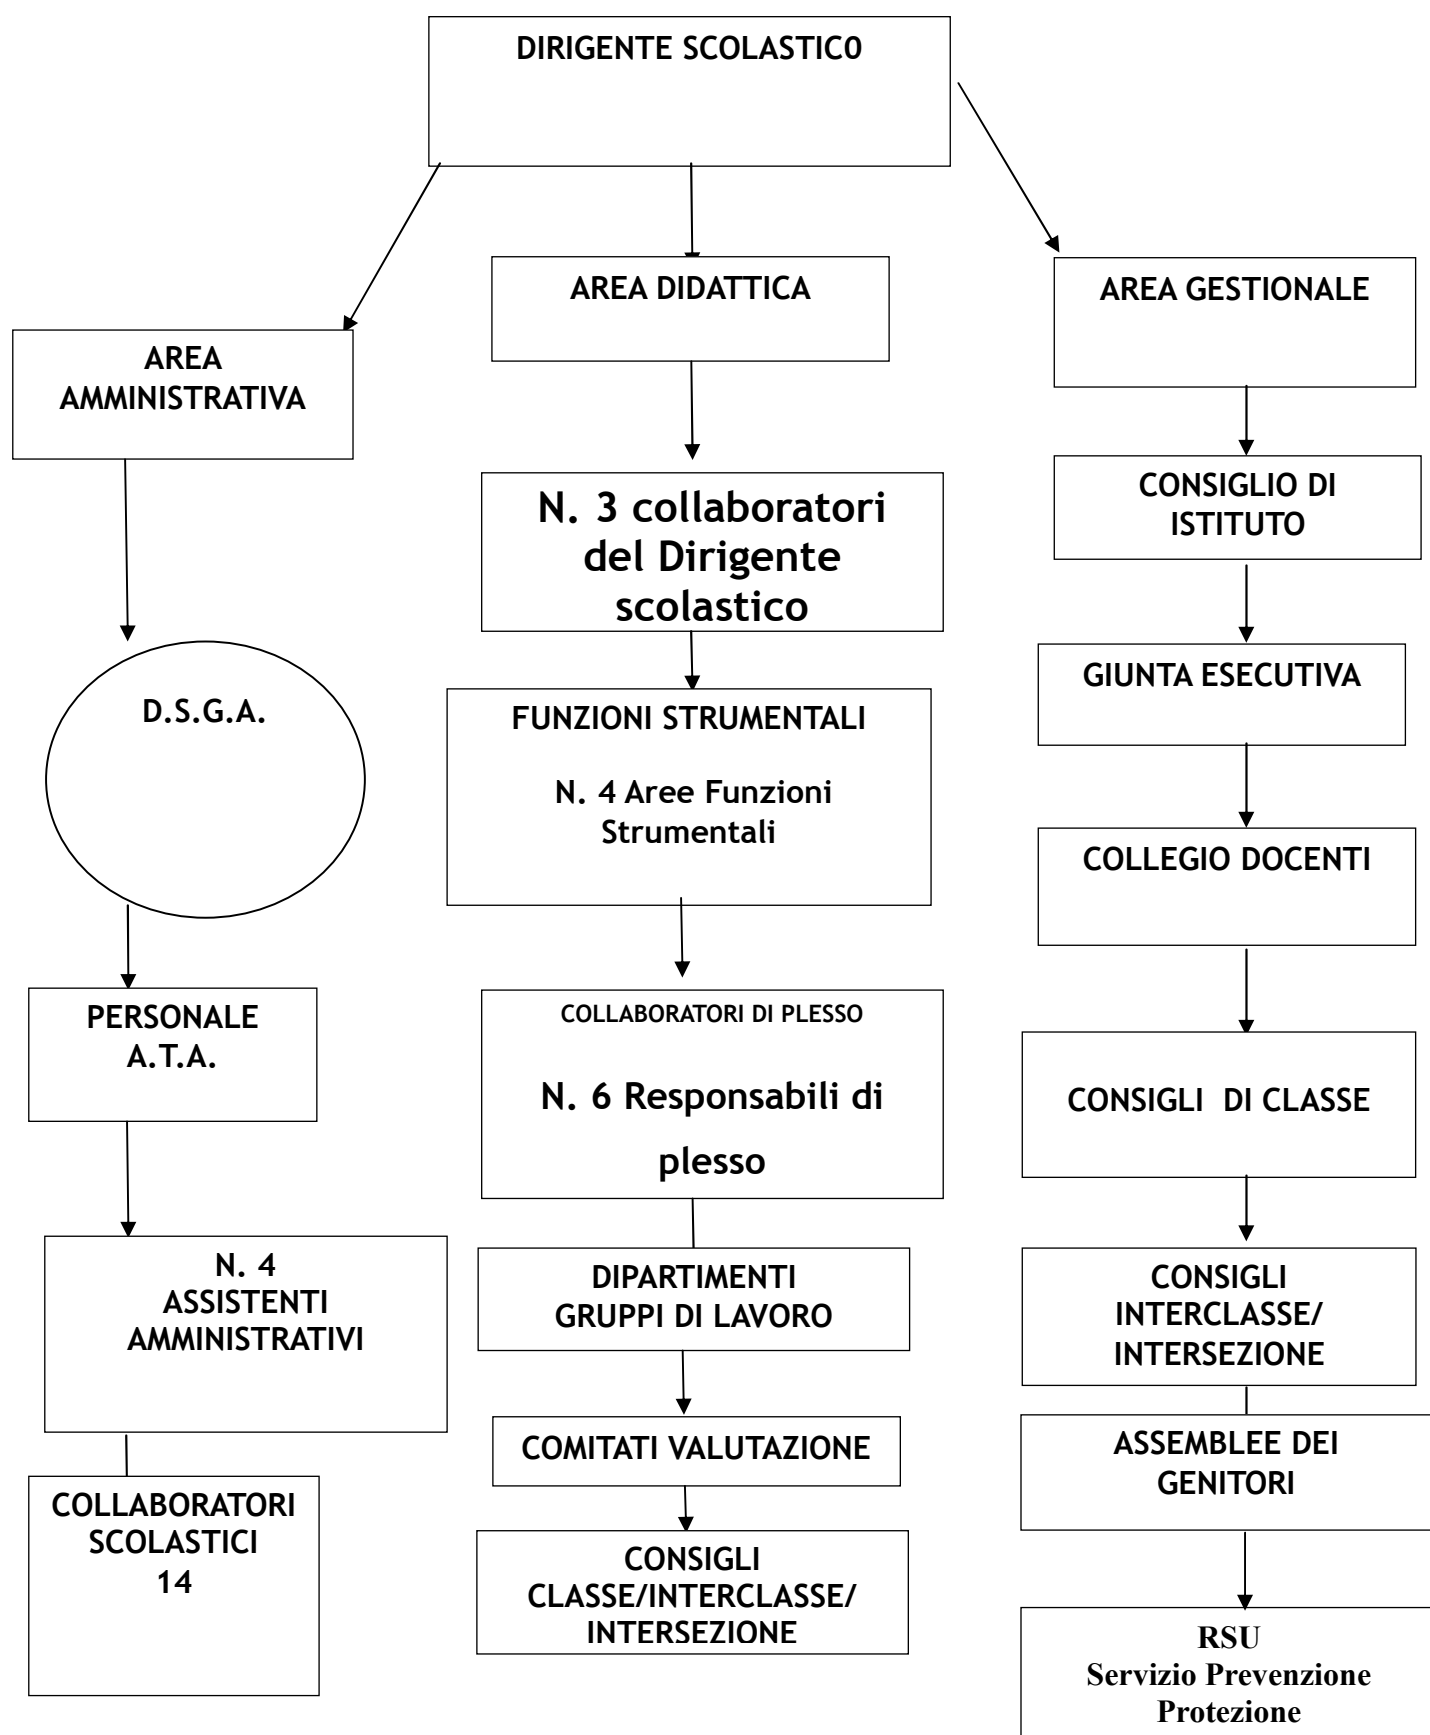 DIRIGENTE SCOLASTIC0
AREA
AMMINISTRATIVA
D.S.G.A.
PERSONALE
A.T.A.
N. 4
ASSISTENTI
AMMINISTRATIVI
COLLABORATORI
SCOLASTICI
14
AREA DIDATTICA
N. 3 collaboratori
del Dirigente
scolastico
FUNZIONI STRUMENTALI
N. 4 Aree Funzioni
Strumentali
COLLABORATORI DI PLESSO
N. 6 Responsabili di
plesso
DIPARTIMENTI
GRUPPI DI LAVORO
COMITATI VALUTAZIONE
CONSIGLI
CLASSE/INTERCLASSE/
INTERSEZIONE
AREA GESTIONALE
CONSIGLIO DI
ISTITUTO
GIUNTA ESECUTIVA
COLLEGIO DOCENTI
CONSIGLI DI CLASSE
CONSIGLI
INTERCLASSE/
INTERSEZIONE
ASSEMBLEE DEI
GENITORI
RSU
Servizio Prevenzione
Protezione